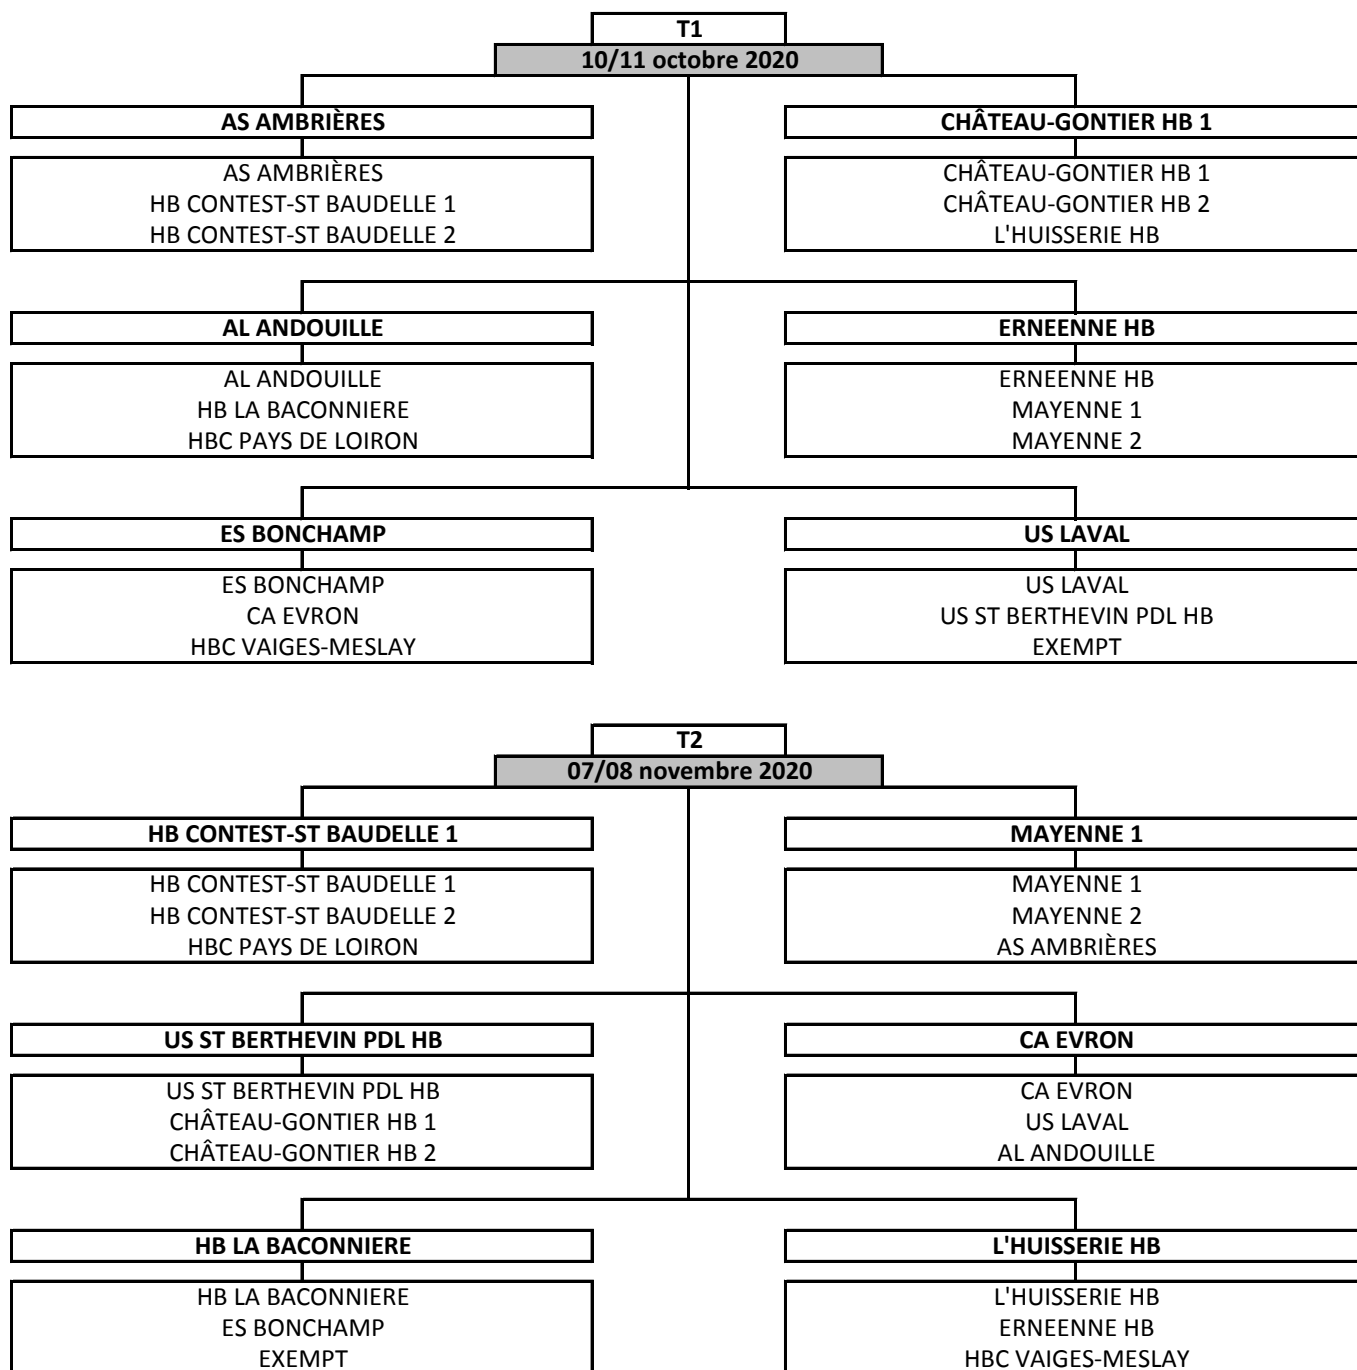 T1
10/11 octobre 2020
AS AMBRIÈRES
AS AMBRIÈRES
HB CONTEST-ST BAUDELLE 1
HB CONTEST-ST BAUDELLE 2
CHÂTEAU-GONTIER HB 1
CHÂTEAU-GONTIER HB 1
CHÂTEAU-GONTIER HB 2
L'HUISSERIE HB
AL ANDOUILLE
AL ANDOUILLE
HB LA BACONNIERE
HBC PAYS DE LOIRON
ERNEENNE HB
ERNEENNE HB
MAYENNE 1
MAYENNE 2
ES BONCHAMP
ES BONCHAMP
CA EVRON
HBC VAIGES-MESLAY
US LAVAL
US LAVAL
US ST BERTHEVIN PDL HB
EXEMPT
T2
07/08 novembre 2020
HB CONTEST-ST BAUDELLE 1
HB CONTEST-ST BAUDELLE 1
HB CONTEST-ST BAUDELLE 2
HBC PAYS DE LOIRON
MAYENNE 1
MAYENNE 1
MAYENNE 2
AS AMBRIÈRES
US ST BERTHEVIN PDL HB
US ST BERTHEVIN PDL HB
CHÂTEAU-GONTIER HB 1
CHÂTEAU-GONTIER HB 2
CA EVRON
CA EVRON
US LAVAL
AL ANDOUILLE
HB LA BACONNIERE
HB LA BACONNIERE
ES BONCHAMP
EXEMPT
L'HUISSERIE HB
L'HUISSERIE HB
ERNEENNE HB
HBC VAIGES-MESLAY